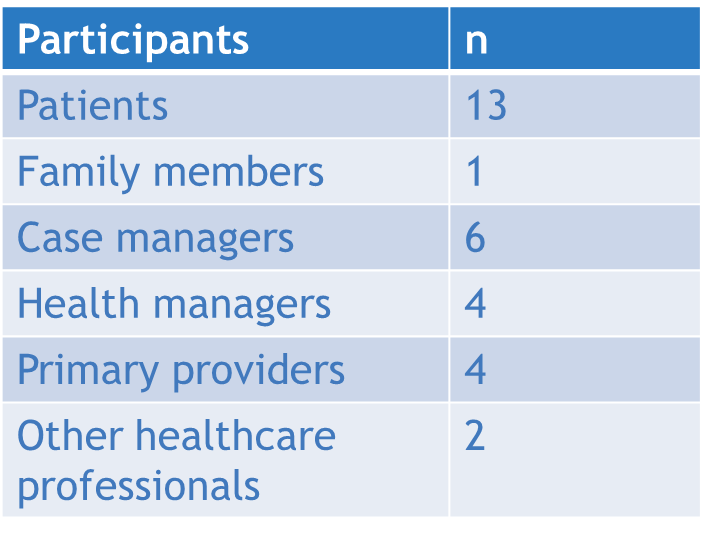 Participants n
Patients 13
Family members 1
Case managers 6
Health managers 4
Primary providers 4
Other healthcare 2
professionals